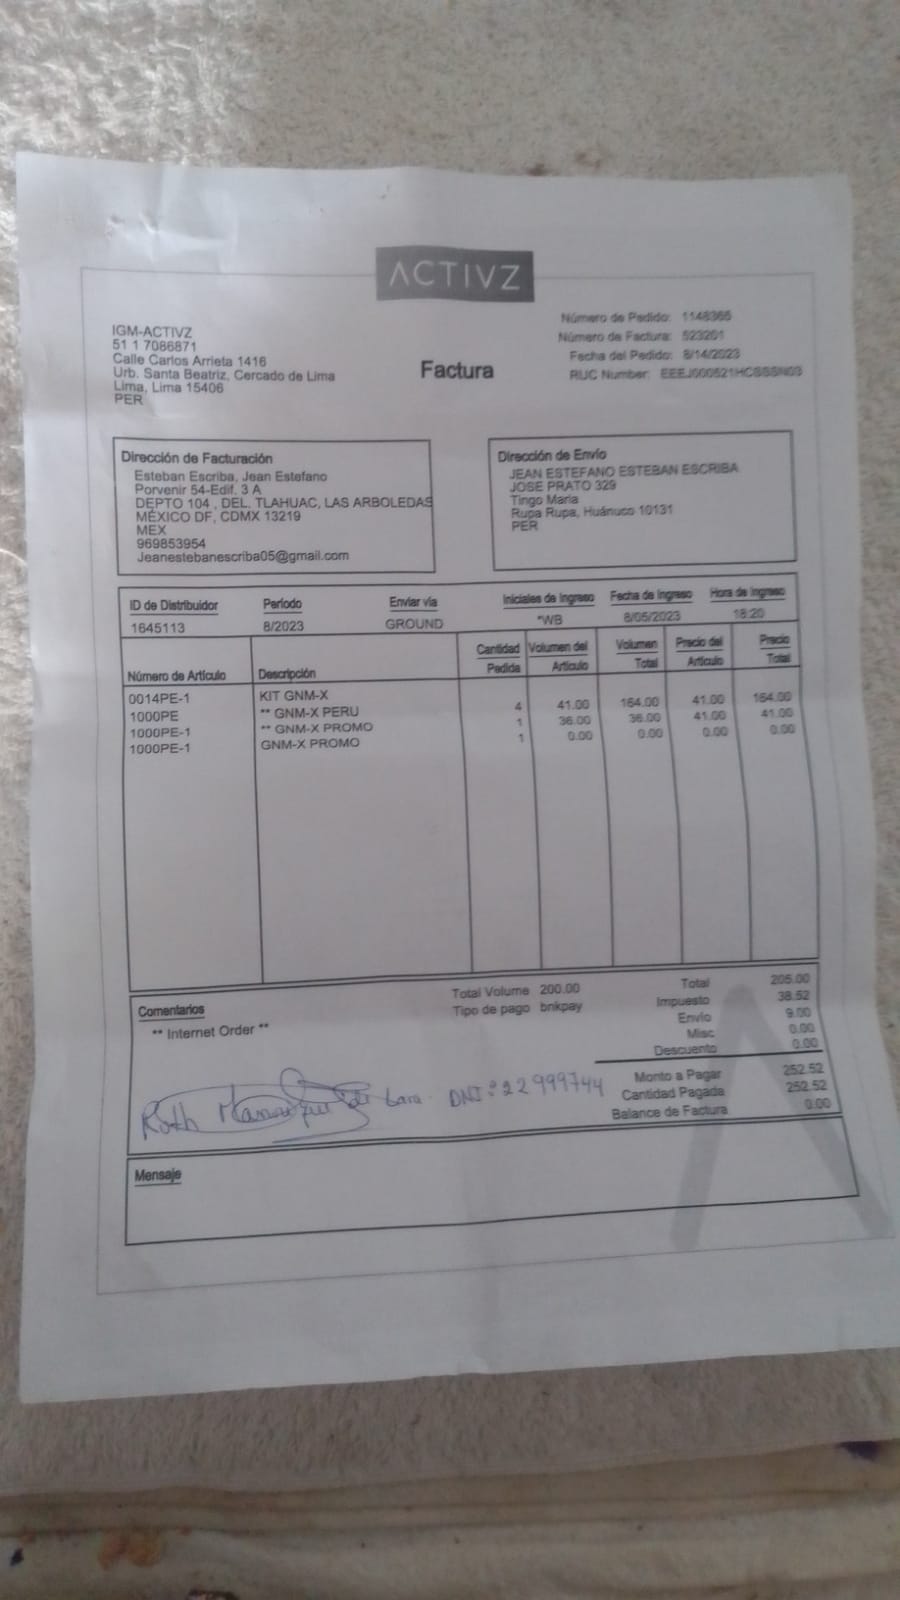 ACTIVZ
IGM-ACTIVZ
51 1 7086871
Calle Carlos Arrieta 1416
Urb. Santa Beatriz, Cercado de Lima
Lima, Lima 15406
PER
Factura
Número de Pedido: 1148365
Número de Factura: 523201
Fecha del Pedido: 8/14/2023
RUC Number:
Dirección de Facturación
Esteban Escriba, Jean Estefano
Porvenir 54-Edif. 3 A
DEPTO 104 , DEL. TLAHUAC, LAS ARBOLEDAS
MÉXICO DF, CDMX 13219
MEX
969853954
Jeanestebanescriba05@gmail.com
Dirección de Envío
JEAN ESTEFANO ESTEBAN ESCRIBA
JOSE PRATO 329
Tingo Maria
Rupa Rupa, Huánuco 10131
PER
ID de Distribuidor Período Enviar vía Iniciales de Ingreso Fecha de Ingreso Hora de Ingreso
1645113 8/2023 GROUND *WB 8/05/2023 18:20
Número de Artículo Descripción Cantidad Pedida Volumen del Artículo Volumen Total Precio del Artículo Precio Total
0014PE-1 KIT GNM-X
1000PE ** GNM-X PERU 4 41.00 164.00 41.00 164.00
1000PE-1 ** GNM-X PROMO 1 36.00 36.00 41.00 41.00
1000PE-1 GNM-X PROMO 1 0.00 0.00 0.00 0.00
Comentarios
** Internet Order **
Total Volume 200.00
Tipo de pago bnkpay
Total 205.00
Impuesto 38.52
Envío 9.00
Misc 0.00
Descuento 0.00
Monto a Pagar 252.52
Cantidad Pagada 252.52
Balance de Factura 0.00
Ruth DNI: 22999744
Mensaje